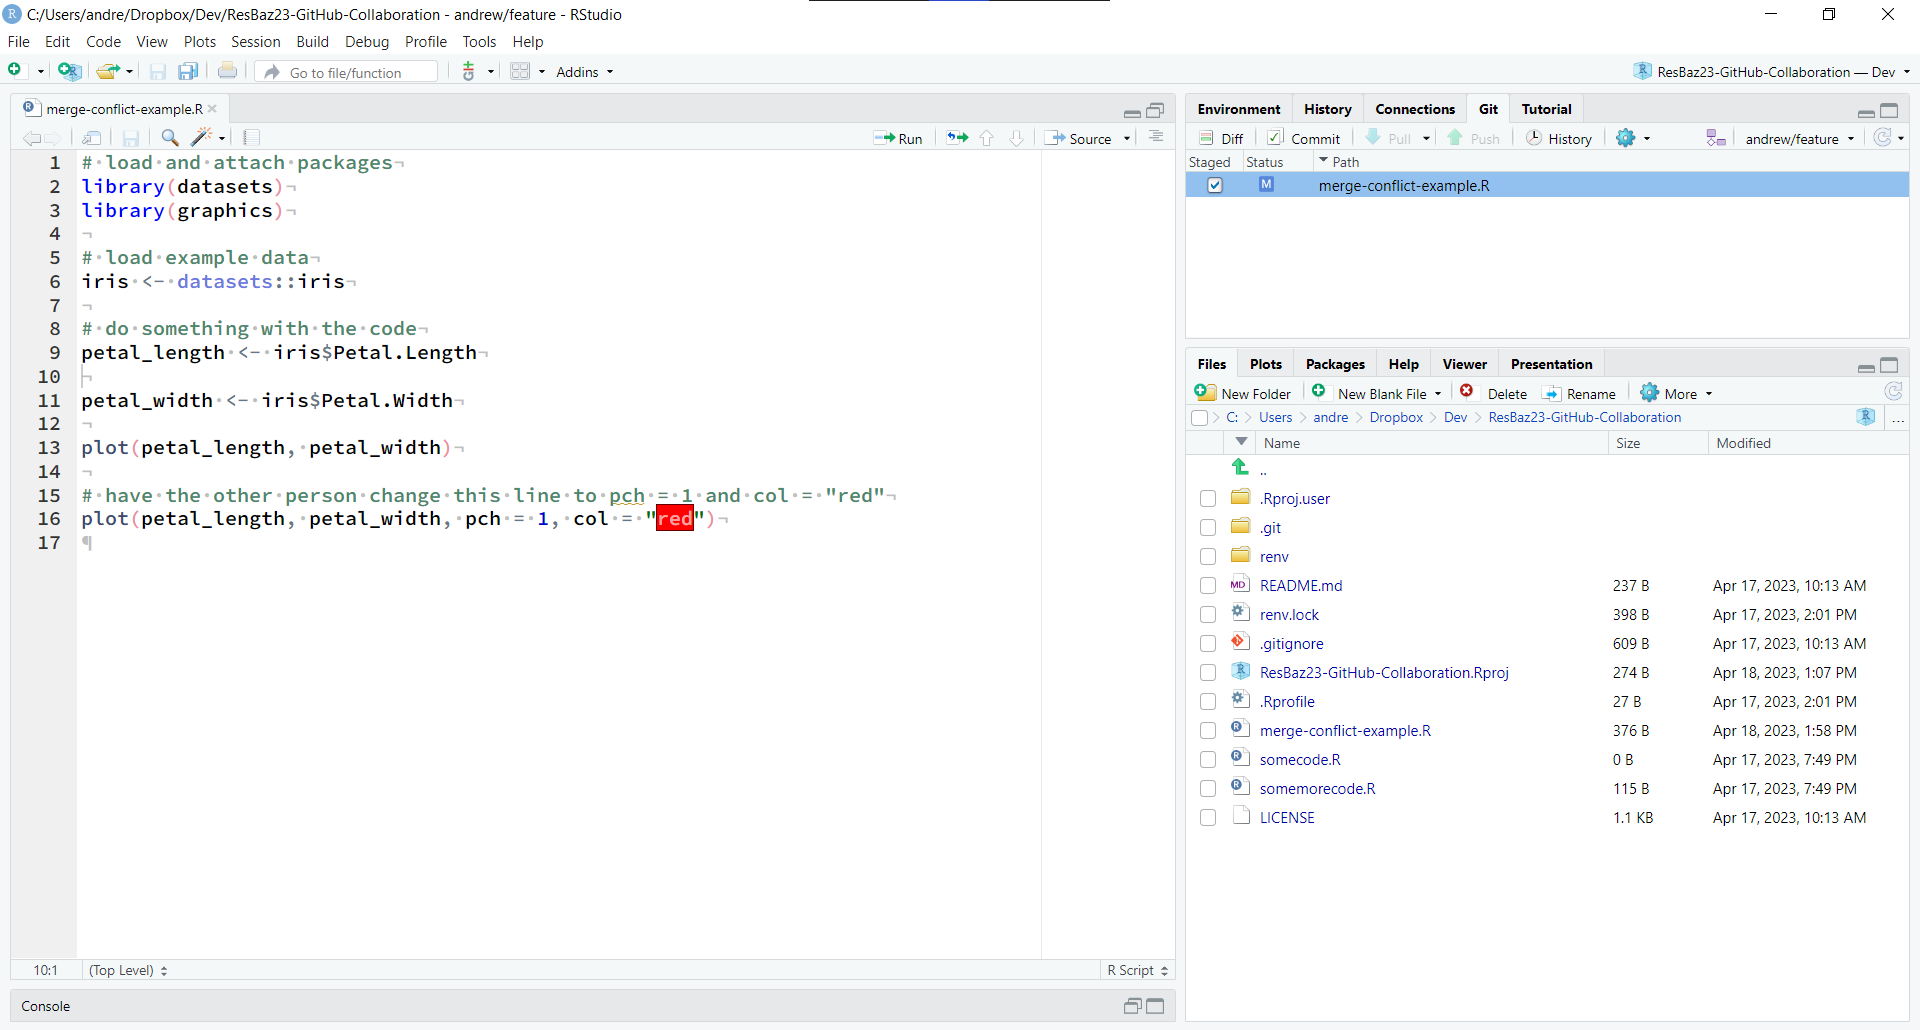 C:/Users/andre/Dropbox/Dev/ResBaz23-GitHub-Collaboration - andrew/feature - RStudio
File Edit Code View Plots Session Build Debug Profile Tools Help
Go to file/function Addins ResBaz23-GitHub-Collaboration — Dev
merge-conflict-example.R
Run Source
1 # load and attach packages
2 library(datasets)
3 library(graphics)
4
5 # load example data
6 iris <- datasets::iris
7
8 # do something with the code
9 petal_length <- iris$Petal.Length
10
11 petal_width <- iris$Petal.Width
12
13 plot(petal_length, petal_width)
14
15 # have the other person change this line to pch = 1 and col = "red"
16 plot(petal_length, petal_width, pch = 1, col = "red")
17
10:1 (Top Level) R Script
Console
Environment History Connections Git Tutorial
Diff Commit Pull Push History andrew/feature
Staged Status Path
M merge-conflict-example.R
Files Plots Packages Help Viewer Presentation
New Folder New Blank File Delete Rename More
C: > Users > andre > Dropbox > Dev > ResBaz23-GitHub-Collaboration ...
Name Size Modified
..
.Rproj.user
.git
renv
MD README.md 237 B Apr 17, 2023, 10:13 AM
renv.lock 398 B Apr 17, 2023, 2:01 PM
.gitignore 609 B Apr 17, 2023, 10:13 AM
ResBaz23-GitHub-Collaboration.Rproj 274 B Apr 18, 2023, 1:07 PM
.Rprofile 27 B Apr 17, 2023, 2:01 PM
merge-conflict-example.R 376 B Apr 18, 2023, 1:58 PM
somecode.R 0 B Apr 17, 2023, 7:49 PM
somemorecode.R 115 B Apr 17, 2023, 7:49 PM
LICENSE 1.1 KB Apr 17, 2023, 10:13 AM